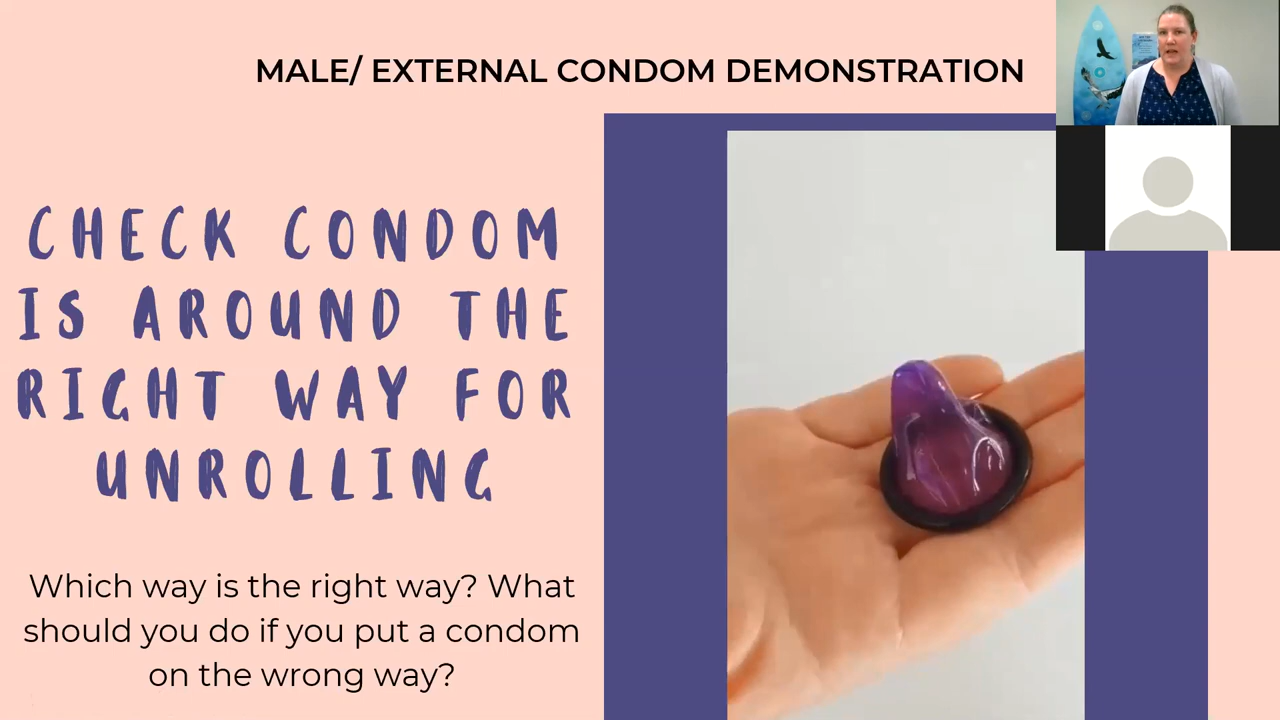 MALE/ EXTERNAL CONDOM DEMONSTRATION
CHECK CONDOM
IS AROUND THE
RIGHT WAY FOR
UNROLLING
Which way is the right way? What
should you do if you put a condom
on the wrong way?